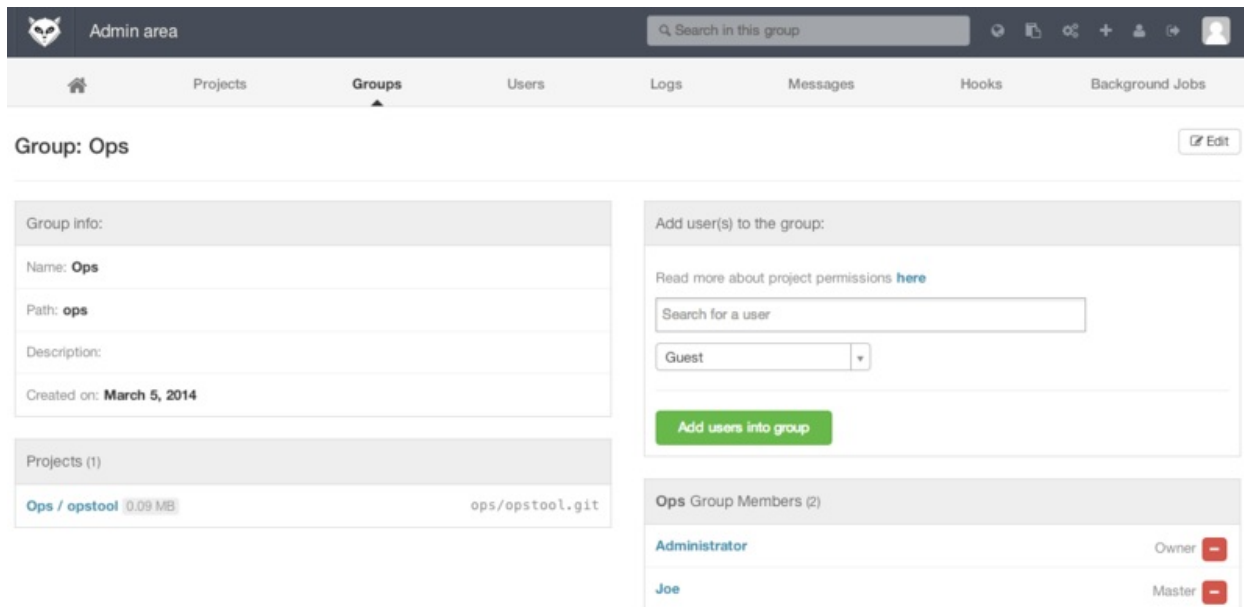 Admin area
Search in this group
Projects Groups Users Logs Messages Hooks Background Jobs
Group: Ops
Edit
Group info:
Name: Ops
Path: ops
Description:
Created on: March 5, 2014
Projects (1)
Ops / opstool 0.09 MB ops/opstool.git
Add user(s) to the group:
Read more about project permissions here
Search for a user
Guest
Add users into group
Ops Group Members (2)
Administrator Owner
Joe Master